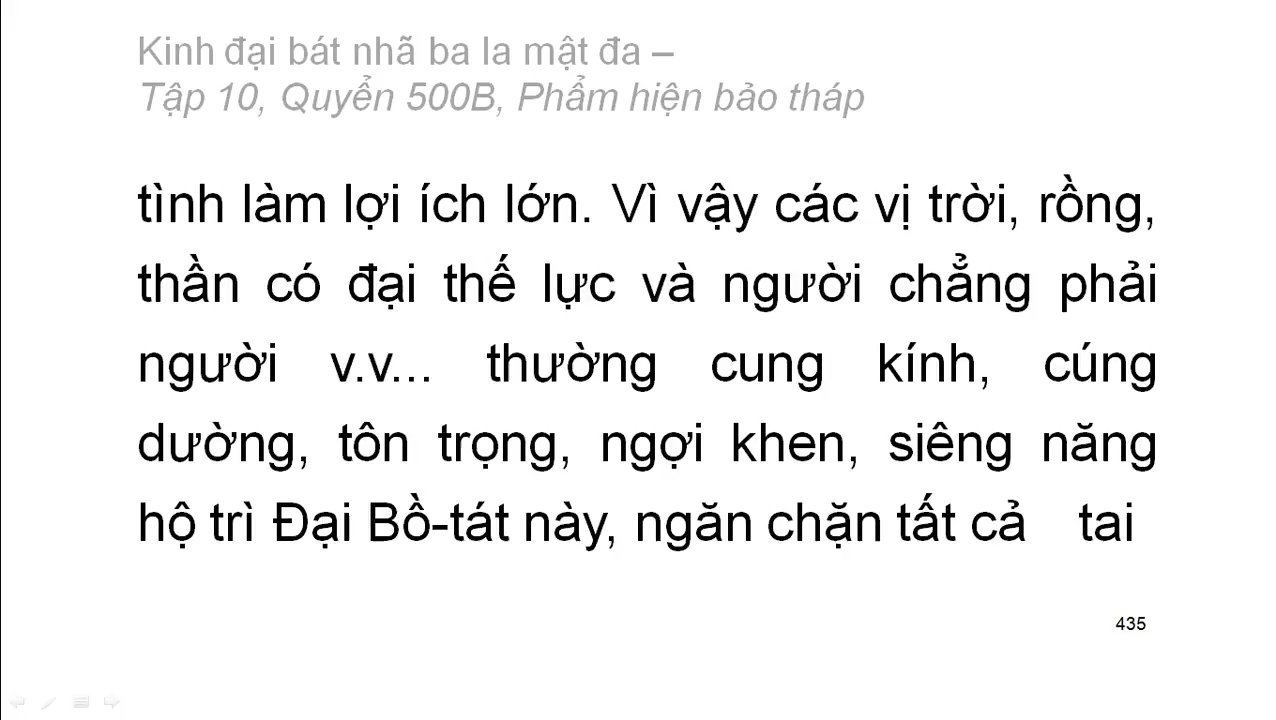 Kinh đại bát nhã ba la mật đa –
Tập 10, Quyển 500B, Phẩm hiện bảo tháp
tình làm lợi ích lớn. Vì vậy các vị trời, rồng,
thần có đại thế lực và người chẳng phải
người v.v... thường cung kính, cúng
dường, tôn trọng, ngợi khen, siêng năng
hộ trì Đại Bồ-tát này, ngăn chặn tất cả tai
435